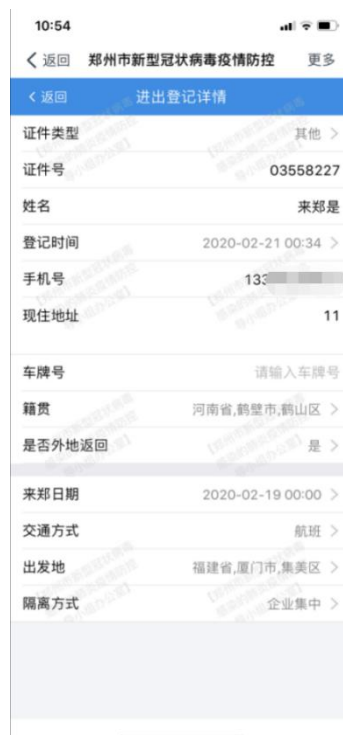 10:54
返回 郑州市新型冠状病毒疫情防控 更多
返回 进出登记详情
证件类型 其他
证件号 03558227
姓名 来郑是
登记时间 2020-02-21 00:34
手机号 133
现住地址 11
车牌号 请输入车牌号
籍贯 河南省,鹤壁市,鹤山区
是否外地返回 是
来郑日期 2020-02-19 00:00
交通方式 航班
出发地 福建省,厦门市,集美区
隔离方式 企业集中